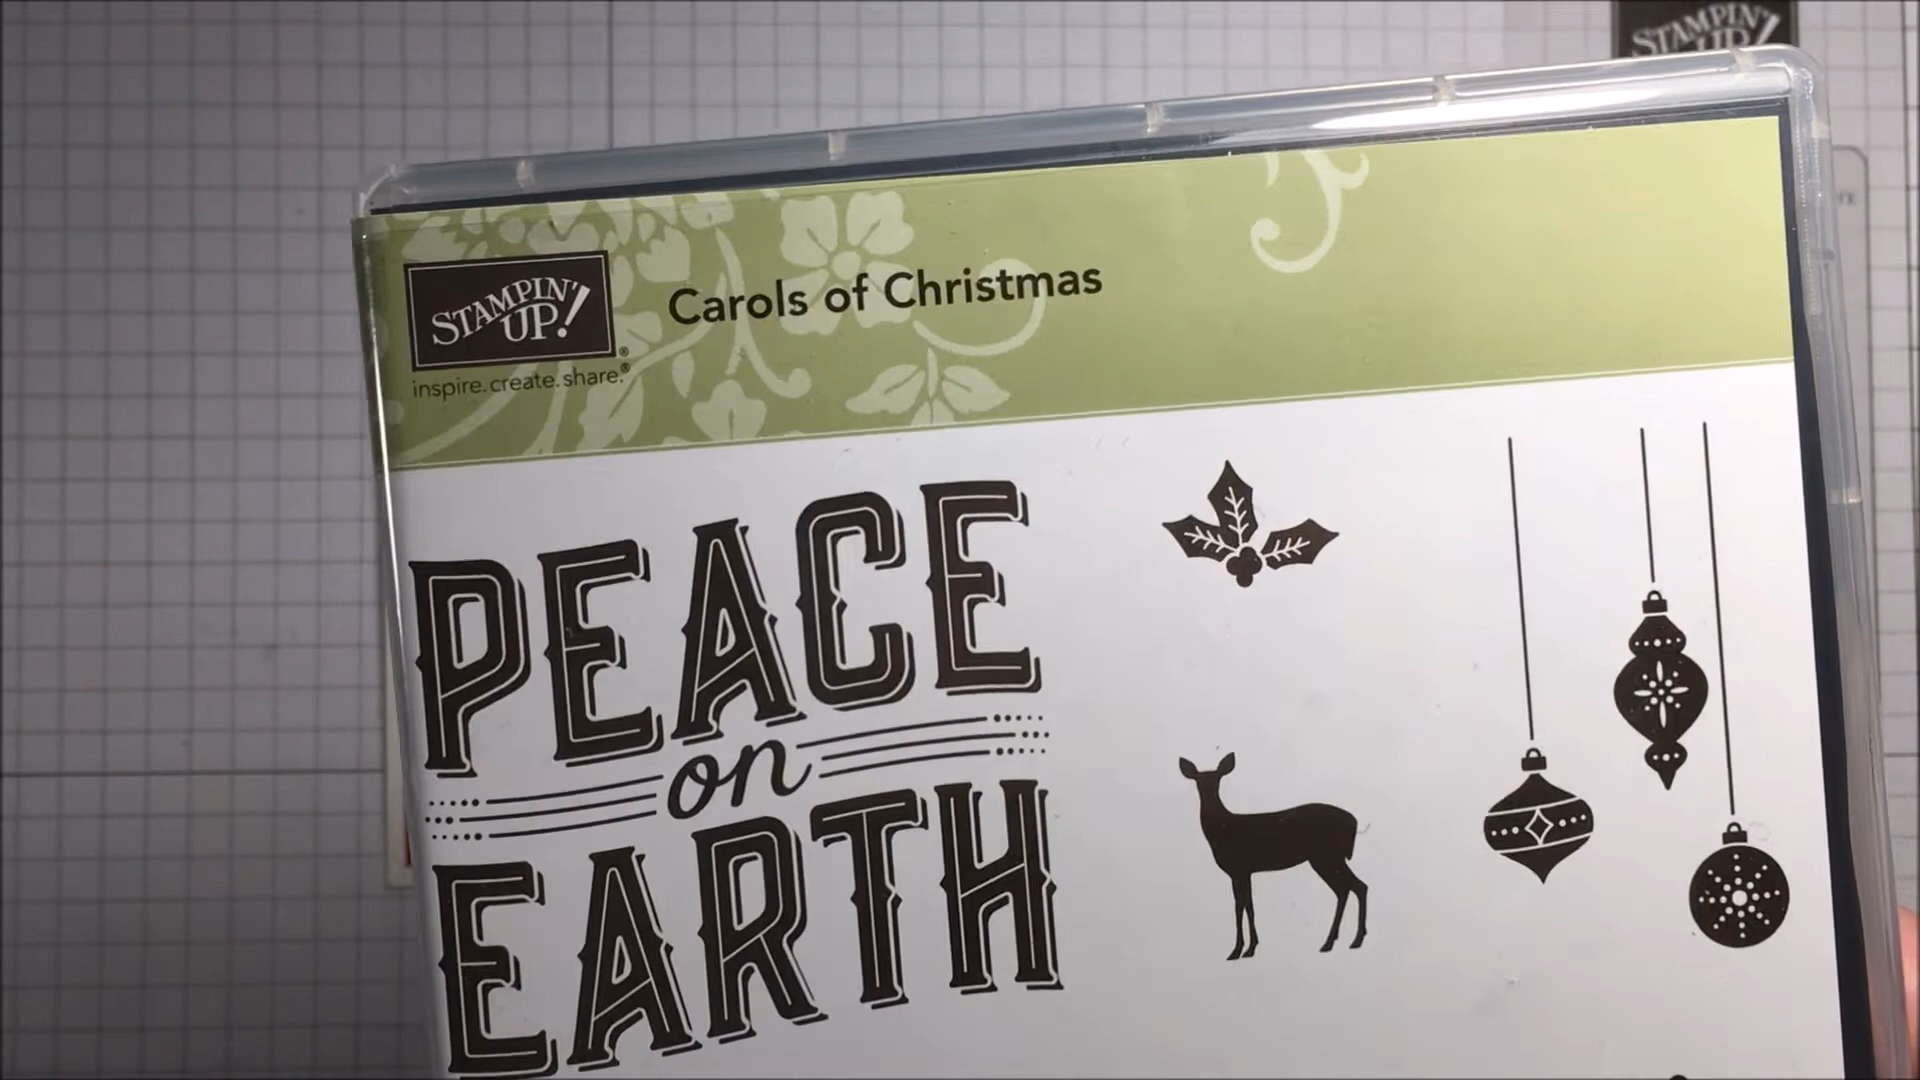 STAMPIN'
UP!
STAMPIN'
UP!®
inspire.create.share.®
Carols of Christmas
PEACE
on
EARTH